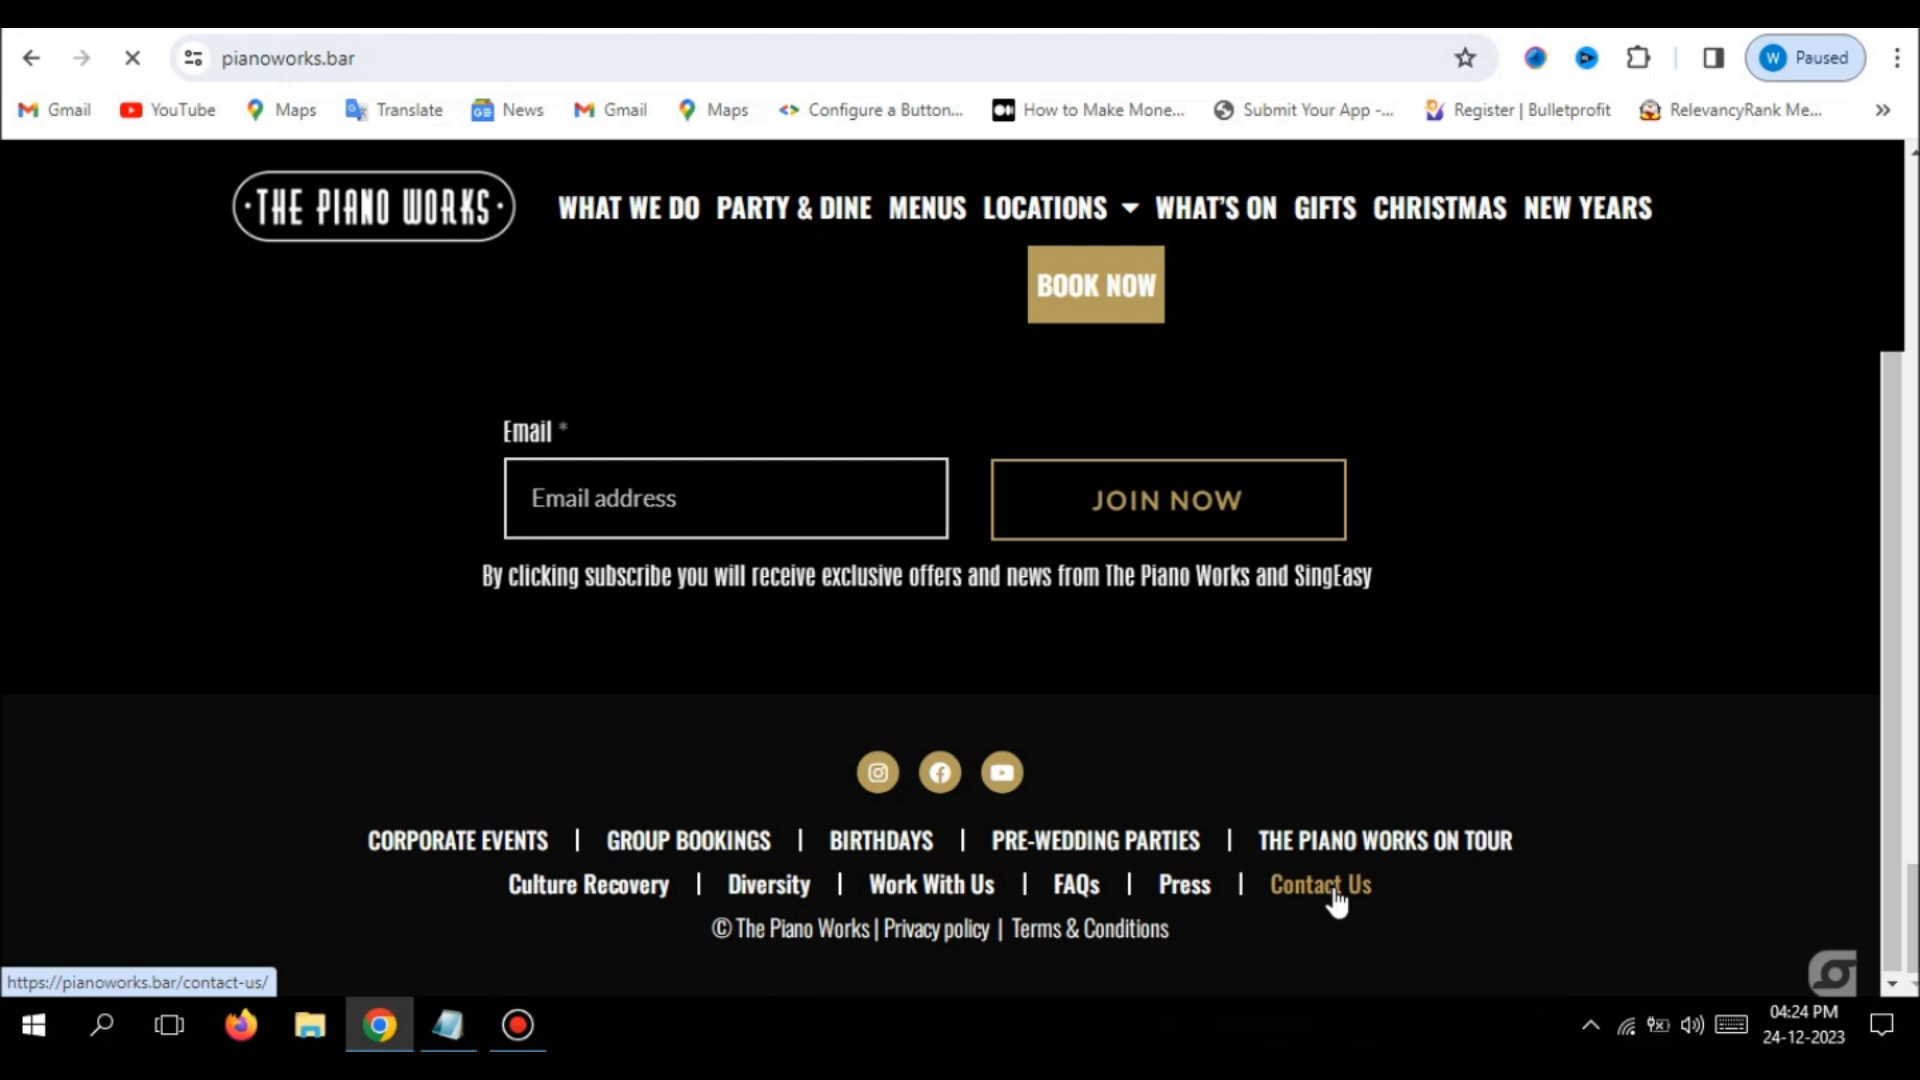 pianoworks.bar
W Paused
Gmail YouTube Maps Translate News Gmail Maps Configure a Button... How to Make Mone... Submit Your App -... Register | Bulletprofit RelevancyRank Me...
·THE PIANO WORKS· WHAT WE DO PARTY & DINE MENUS LOCATIONS WHAT'S ON GIFTS CHRISTMAS NEW YEARS
BOOK NOW
Email *
Email address JOIN NOW
By clicking subscribe you will receive exclusive offers and news from The Piano Works and SingEasy
CORPORATE EVENTS | GROUP BOOKINGS | BIRTHDAYS | PRE-WEDDING PARTIES | THE PIANO WORKS ON TOUR
Culture Recovery | Diversity | Work With Us | FAQs | Press | Contact Us
© The Piano Works | Privacy policy | Terms & Conditions
https://pianoworks.bar/contact-us/
04:24 PM
24-12-2023